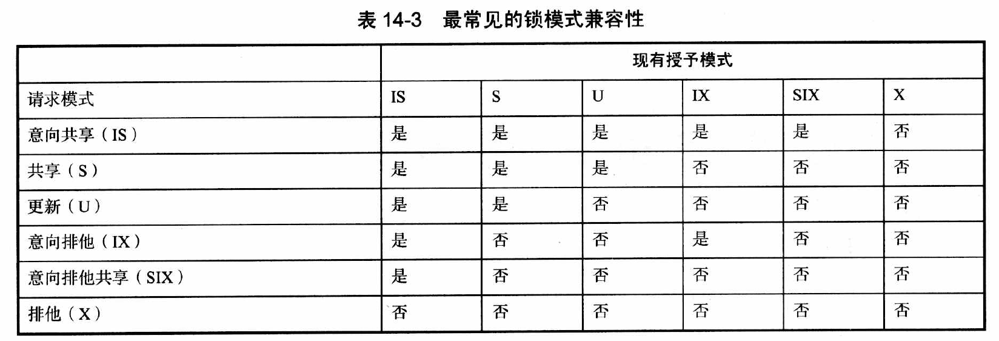 表 14-3 最常见的锁模式兼容性
现有授予模式
请求模式 IS S U IX SIX X
意向共享（IS） 是 是 是 是 是 否
共享（S） 是 是 是 否 否 否
更新（U） 是 是 否 否 否 否
意向排他（IX） 是 否 否 是 否 否
意向排他共享（SIX） 是 否 否 否 否 否
排他（X） 否 否 否 否 否 否